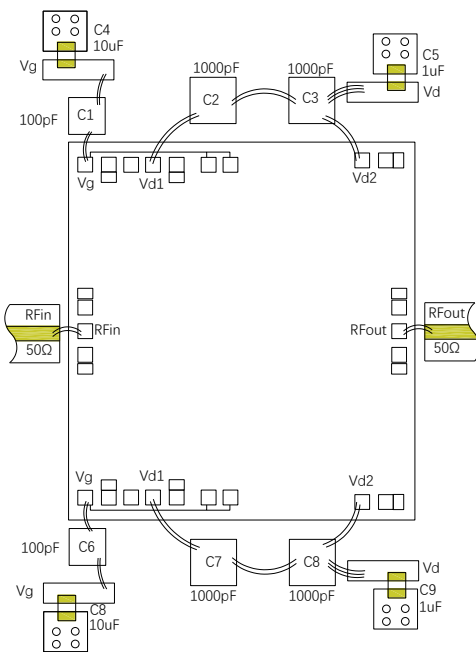 C4
10uF
Vg
C1
100pF
1000pF
C2
1000pF
C3
C5
1uF
Vd
Vg
Vd1
Vd2
RFin
50Ω
RFin
RFout
RFout
50Ω
Vg
Vd1
Vd2
100pF
C6
C7
1000pF
C8
1000pF
Vd
C9
1uF
Vg
C8
10uF